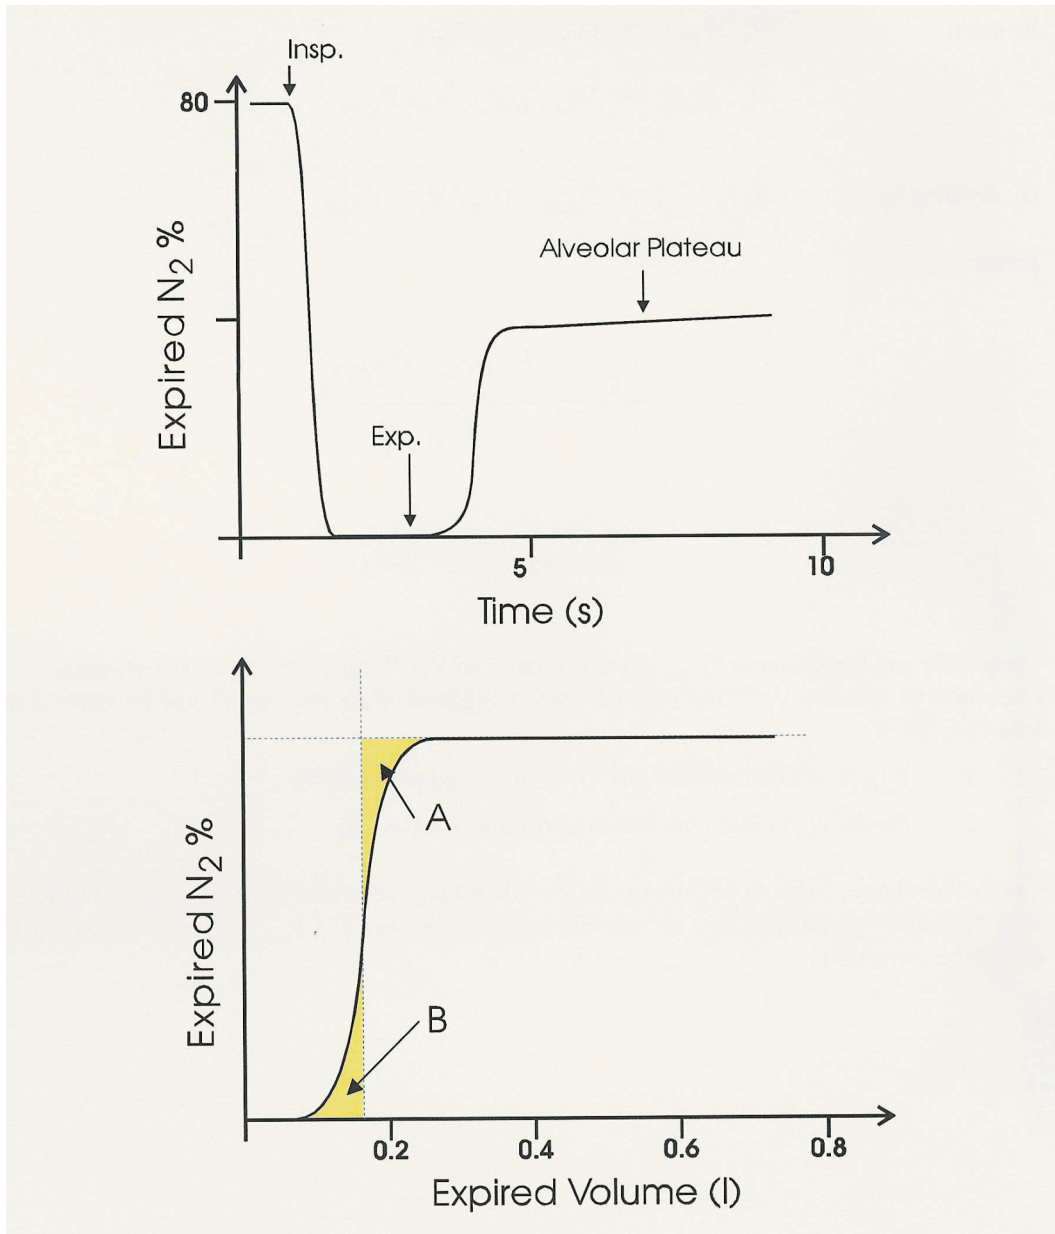 Insp.
80
Expired N2 %
Alveolar Plateau
Exp.
5
10
Time (s)
Expired N2 %
A
B
0.2
0.4
0.6
0.8
Expired Volume (l)